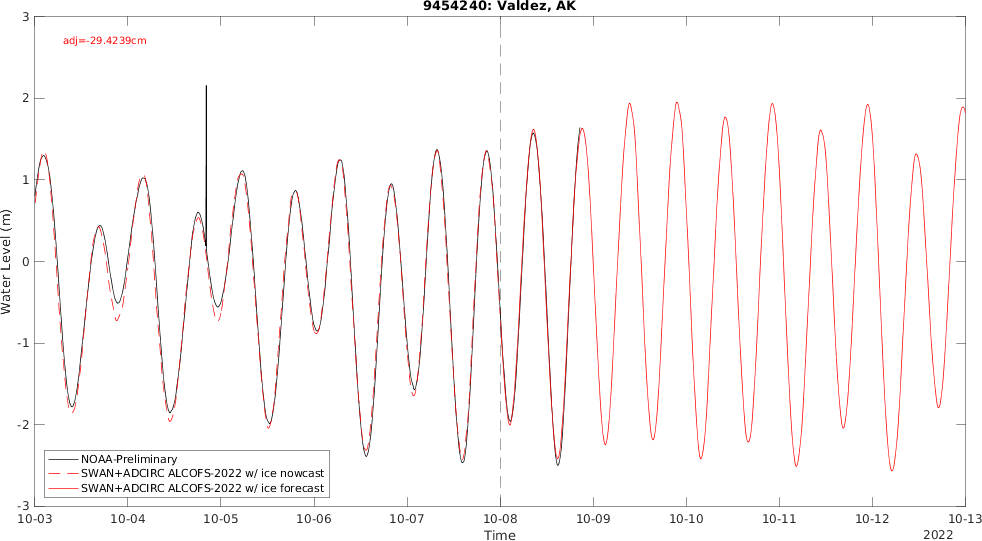 9454240: Valdez, AK
adj=-29.4239cm
Water Level (m)
3
2
1
0
-1
-2
-3
NOAA-Preliminary
SWAN+ADCIRC ALCOFS-2022 w/ ice nowcast
SWAN+ADCIRC ALCOFS-2022 w/ ice forecast
10-03 10-04 10-05 10-06 10-07 10-08 10-09 10-10 10-11 10-12 10-13
Time
2022